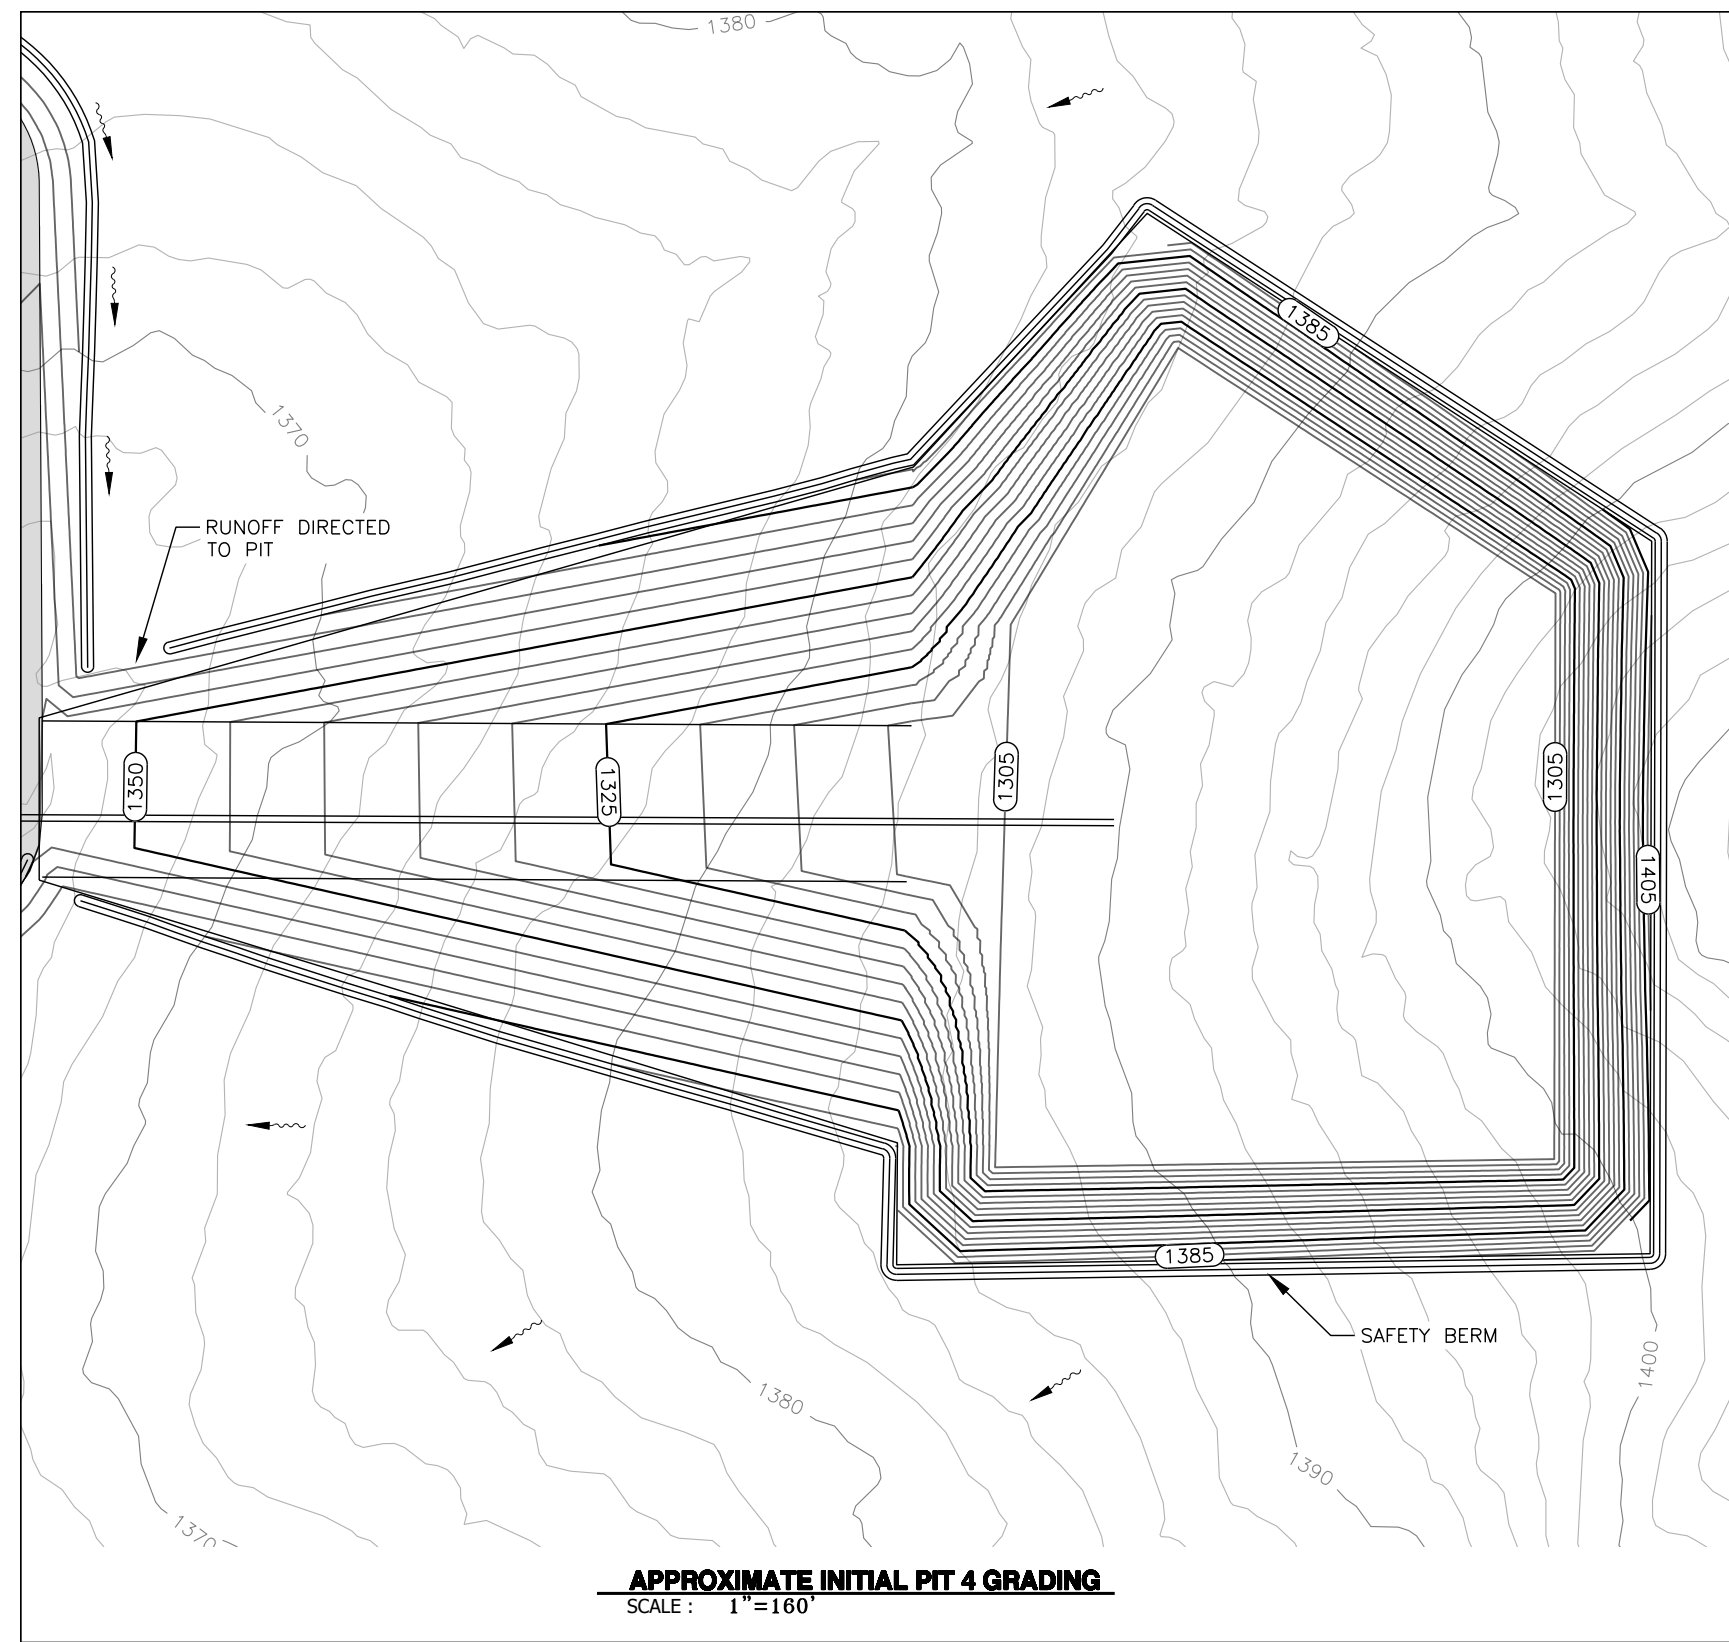 1380
1385
1370
RUNOFF DIRECTED
TO PIT
1350
1325
1305
1305
1405
1385
SAFETY BERM
1400
1380
1390
1370
APPROXIMATE INITIAL PIT 4 GRADING
SCALE : 1"=160'